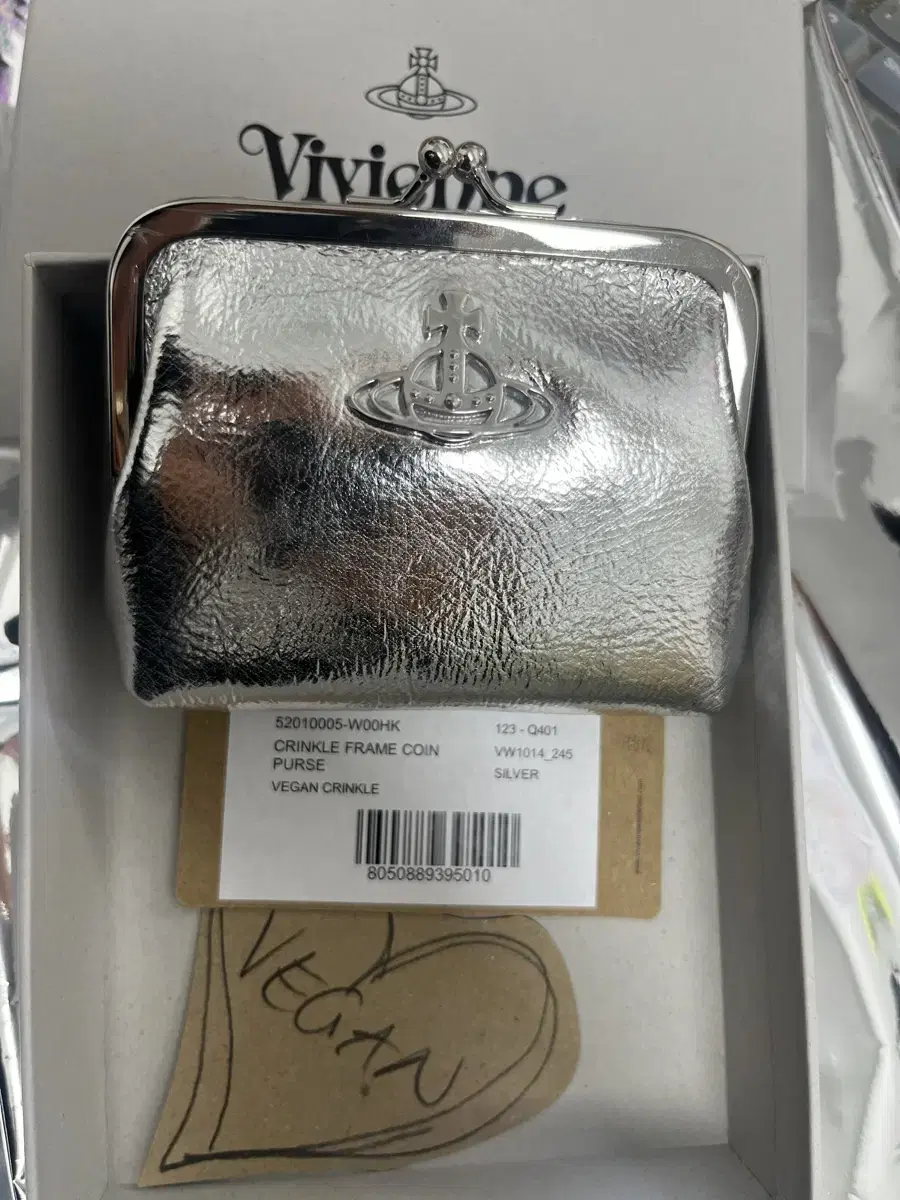 Vivienne
52010005-W00HK
123 - Q401
CRINKLE FRAME COIN
PURSE
VW1014_245
SILVER
VEGAN CRINKLE
8050889395010
VEGAN